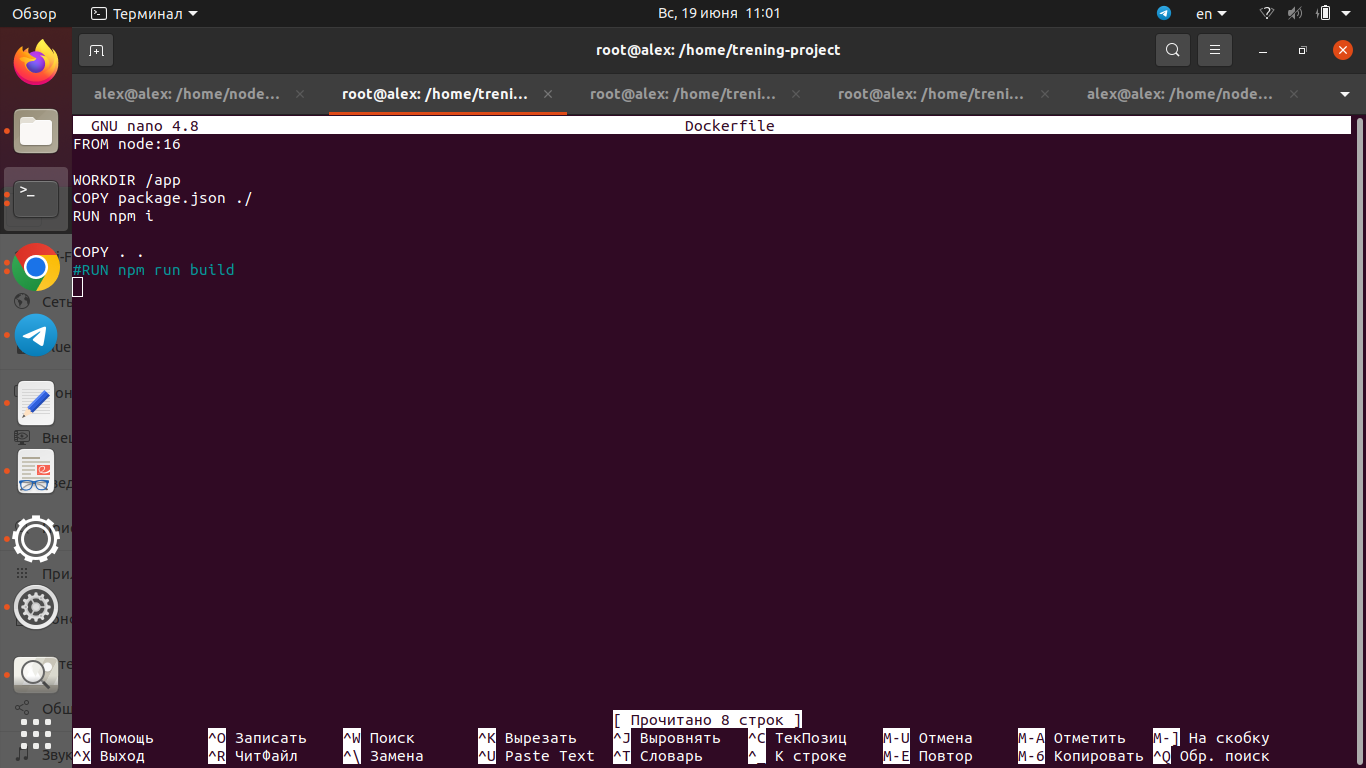 Обзор Терминал Вс, 19 июня 11:01 en
root@alex: /home/trening-project
alex@alex: /home/node... root@alex: /home/treni... root@alex: /home/treni... root@alex: /home/treni... alex@alex: /home/node...
GNU nano 4.8 Dockerfile
FROM node:16
WORKDIR /app
COPY package.json ./
RUN npm i
COPY . .
#RUN npm run build
Сеть
[ Прочитано 8 строк ]
^G Помощь ^O Записать ^W Поиск ^K Вырезать ^J Выровнять ^C ТекПозиц M-U Отмена M-A Отметить M-] На скобку
^X Выход ^R ЧитФайл ^\ Замена ^U Paste Text ^T Словарь ^_ К строке M-E Повтор M-6 Копировать ^Q Обр. поиск
Звук